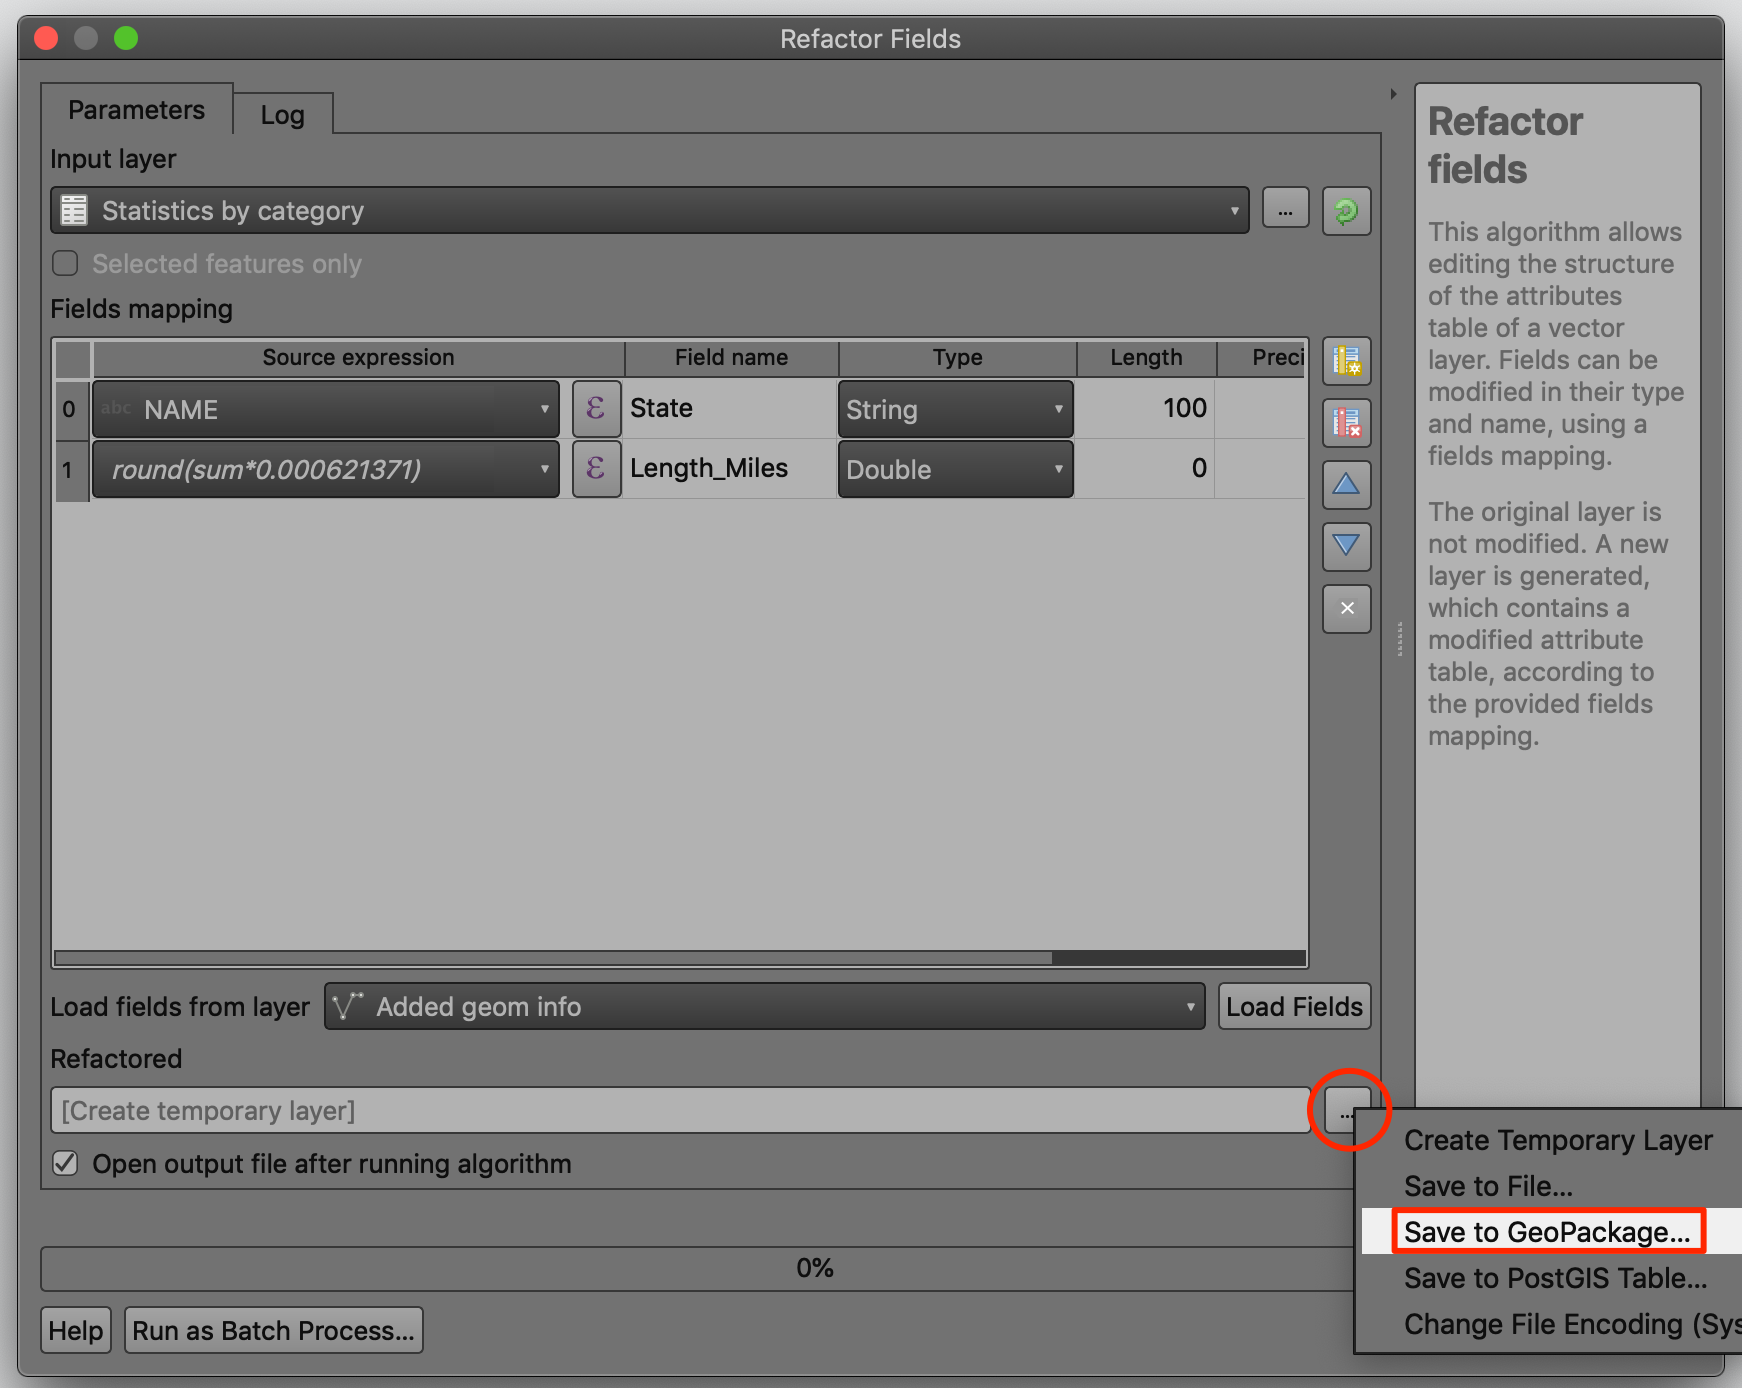 Refactor Fields
Parameters
Log
Input layer
Statistics by category
...
Selected features only
Fields mapping
Source expression Field name Type Length Preci
0 abc NAME ε State String 100
1 round(sum*0.000621371) ε Length_Miles Double 0
Load fields from layer Added geom info Load Fields
Refactored
[Create temporary layer] ...
Open output file after running algorithm
0%
Help Run as Batch Process...
Refactor
fields
This algorithm allows
editing the structure
of the attributes
table of a vector
layer. Fields can be
modified in their type
and name, using a
fields mapping.
The original layer is
not modified. A new
layer is generated,
which contains a
modified attribute
table, according to
the provided fields
mapping.
Create Temporary Layer
Save to File...
Save to GeoPackage...
Save to PostGIS Table...
Change File Encoding (Sys